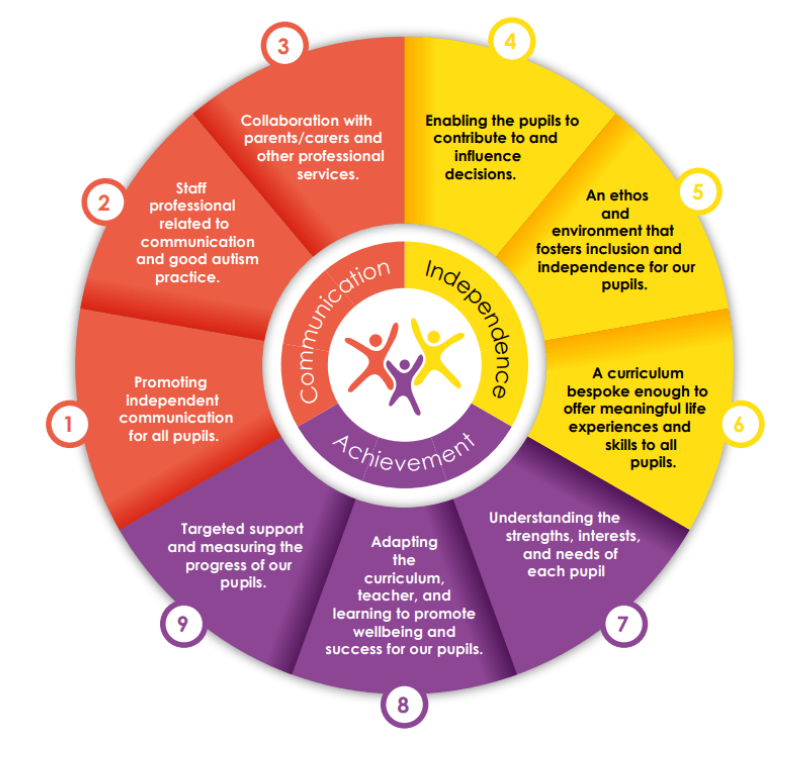 3
Collaboration with
parents/carers and
other professional
services.
4
Enabling the pupils to
contribute to and
influence
decisions.
2
Staff
professional
related to
communication
and good autism
practice.
5
An ethos
and
environment that
fosters inclusion and
independence for our
pupils.
Communication
Independence
Achievement
1
Promoting
independent
communication
for all pupils.
6
A curriculum
bespoke enough to
offer meaningful life
experiences and
skills to all
pupils.
9
Targeted support
and measuring the
progress of our
pupils.
8
Adapting
the
curriculum,
teacher, and
learning to promote
wellbeing and
success for our pupils.
7
Understanding the
strengths, interests,
and needs of
each pupil